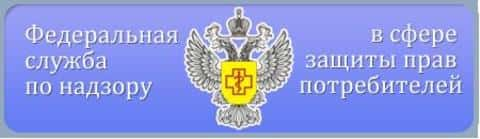 Федеральная
служба
по надзору
в сфере
защиты прав
потребителей